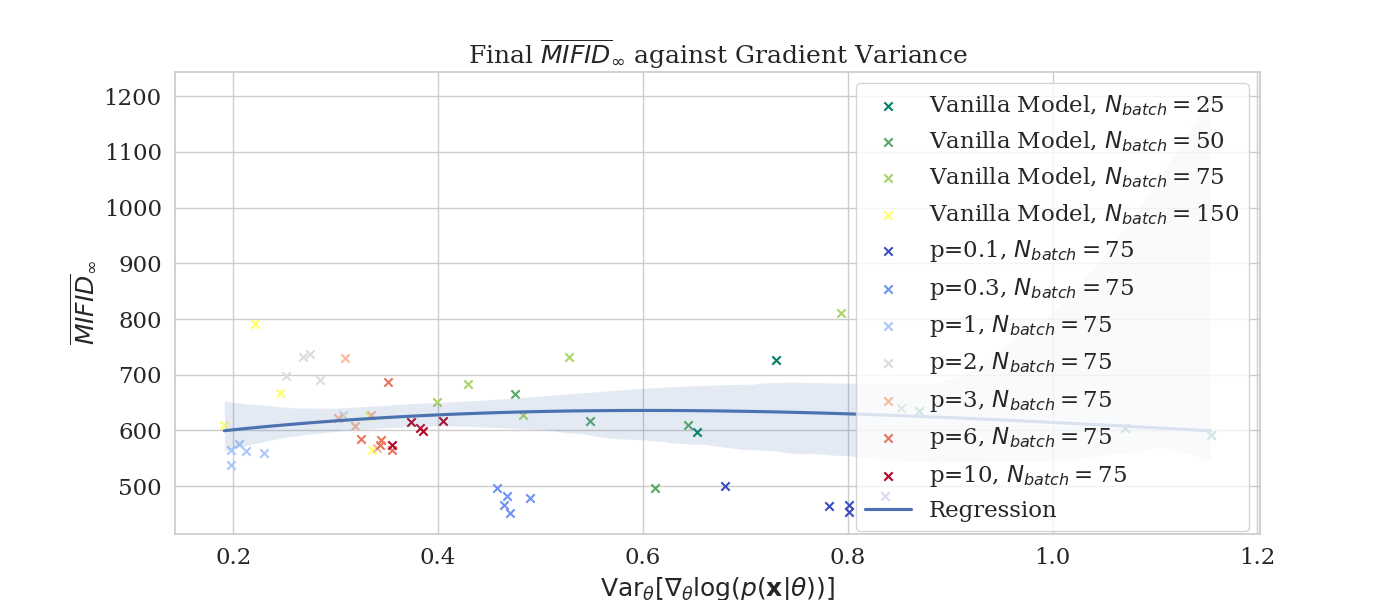 Final $\overline{MIFID}_\infty$ against Gradient Variance
1200
1100
1000
900
800
700
600
500
$\overline{MIFID}_\infty$
Vanilla Model, $N_{batch} = 25$
Vanilla Model, $N_{batch} = 50$
Vanilla Model, $N_{batch} = 75$
Vanilla Model, $N_{batch} = 150$
p=0.1, $N_{batch} = 75$
p=0.3, $N_{batch} = 75$
p=1, $N_{batch} = 75$
p=2, $N_{batch} = 75$
p=3, $N_{batch} = 75$
p=6, $N_{batch} = 75$
p=10, $N_{batch} = 75$
Regression
0.2 0.4 0.6 0.8 1.0 1.2
$\mathrm{Var}_\theta[\nabla_\theta \log(p(\mathbf{x}|\theta))]$